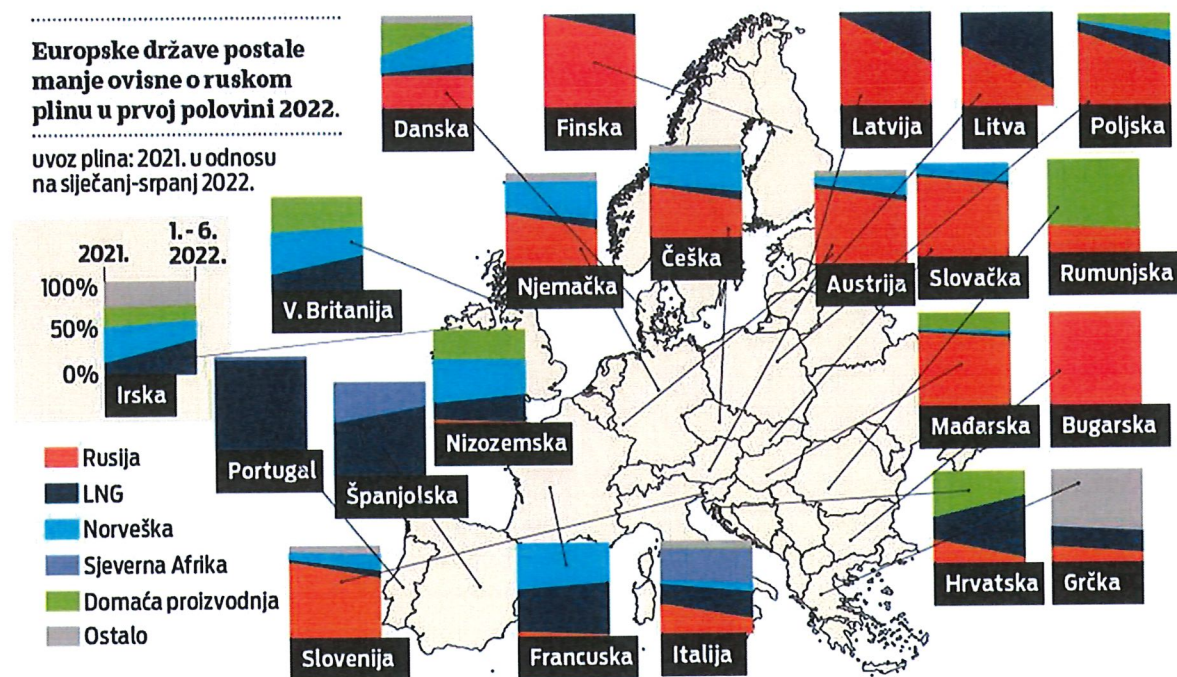 Europske države postale
manje ovisne o ruskom
plinu u prvoj polovini 2022.
uvoz plina: 2021. u odnosu
na siječanj-srpanj 2022.
2021.
1.-6.
2022.
100%
50%
0%
Irska
Rusija
LNG
Norveška
Sjeverna Afrika
Domaća proizvodnja
Ostalo
Danska
Finska
Latvija
Litva
Poljska
V. Britanija
Njemačka
Češka
Austrija
Slovačka
Rumunjska
Portugal
Španjolska
Nizozemska
Mađarska
Bugarska
Slovenija
Francuska
Italija
Hrvatska
Grčka